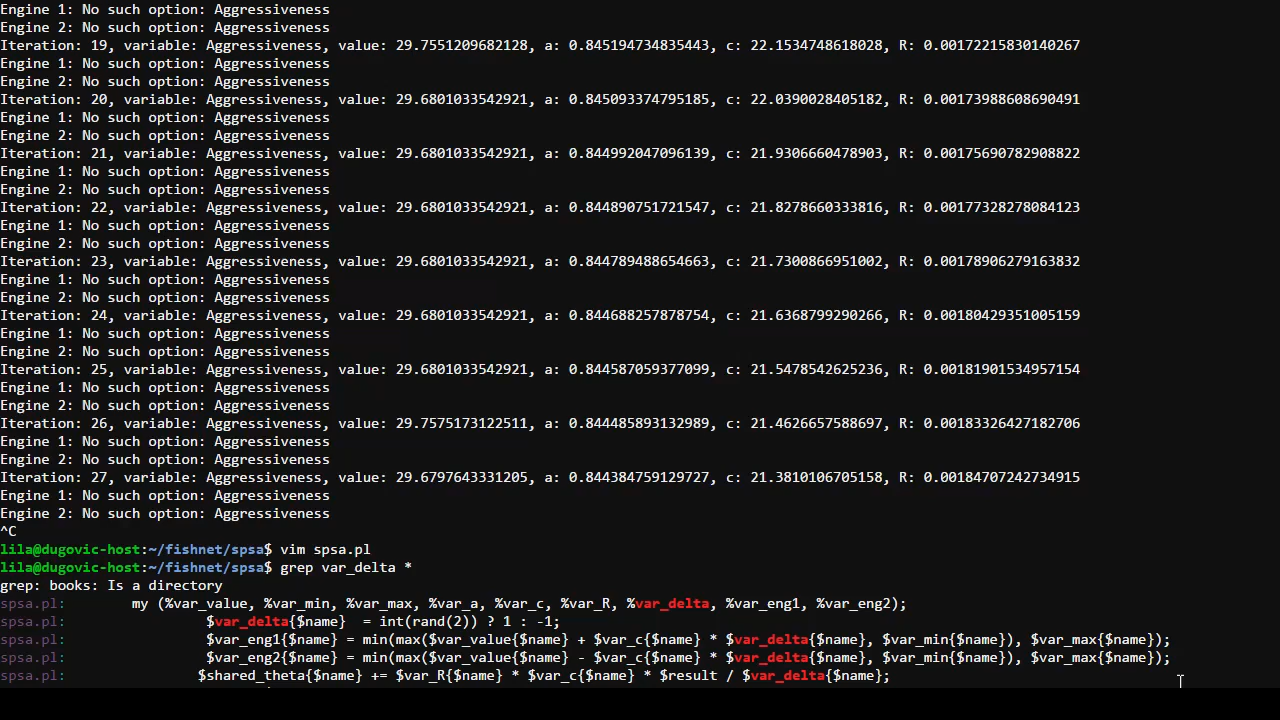 Engine 1: No such option: Aggressiveness
Engine 2: No such option: Aggressiveness
Iteration: 19, variable: Aggressiveness, value: 29.7551209682128, a: 0.845194734835443, c: 22.1534748618028, R: 0.00172215830140267
Engine 1: No such option: Aggressiveness
Engine 2: No such option: Aggressiveness
Iteration: 20, variable: Aggressiveness, value: 29.6801033542921, a: 0.845093374795185, c: 22.0390028405182, R: 0.00173988608690491
Engine 1: No such option: Aggressiveness
Engine 2: No such option: Aggressiveness
Iteration: 21, variable: Aggressiveness, value: 29.6801033542921, a: 0.844992047096139, c: 21.9306660478903, R: 0.00175690782908822
Engine 1: No such option: Aggressiveness
Engine 2: No such option: Aggressiveness
Iteration: 22, variable: Aggressiveness, value: 29.6801033542921, a: 0.844890751721547, c: 21.8278660333816, R: 0.00177328278084123
Engine 1: No such option: Aggressiveness
Engine 2: No such option: Aggressiveness
Iteration: 23, variable: Aggressiveness, value: 29.6801033542921, a: 0.844789488654663, c: 21.7300866951002, R: 0.00178906279163832
Engine 1: No such option: Aggressiveness
Engine 2: No such option: Aggressiveness
Iteration: 24, variable: Aggressiveness, value: 29.6801033542921, a: 0.844688257878754, c: 21.6368799290266, R: 0.00180429351005159
Engine 1: No such option: Aggressiveness
Engine 2: No such option: Aggressiveness
Iteration: 25, variable: Aggressiveness, value: 29.6801033542921, a: 0.844587059377099, c: 21.5478542625236, R: 0.00181901534957154
Engine 1: No such option: Aggressiveness
Engine 2: No such option: Aggressiveness
Iteration: 26, variable: Aggressiveness, value: 29.7575173122511, a: 0.844485893132989, c: 21.4626657588697, R: 0.00183326427182706
Engine 1: No such option: Aggressiveness
Engine 2: No such option: Aggressiveness
Iteration: 27, variable: Aggressiveness, value: 29.6797643331205, a: 0.844384759129727, c: 21.3810106705158, R: 0.00184707242734915
Engine 1: No such option: Aggressiveness
Engine 2: No such option: Aggressiveness
^C
lila@dugovic-host:~/fishnet/spsa$ vim spsa.pl
lila@dugovic-host:~/fishnet/spsa$ grep var_delta *
grep: books: Is a directory
spsa.pl:        my (%var_value, %var_min, %var_max, %var_a, %var_c, %var_R, %var_delta, %var_eng1, %var_eng2);
spsa.pl:                 $var_delta{$name}  = int(rand(2)) ? 1 : -1;
spsa.pl:                 $var_eng1{$name} = min(max($var_value{$name} + $var_c{$name} * $var_delta{$name}, $var_min{$name}), $var_max{$name});
spsa.pl:                 $var_eng2{$name} = min(max($var_value{$name} - $var_c{$name} * $var_delta{$name}, $var_min{$name}), $var_max{$name});
spsa.pl:                $shared_theta{$name} += $var_R{$name} * $var_c{$name} * $result / $var_delta{$name};